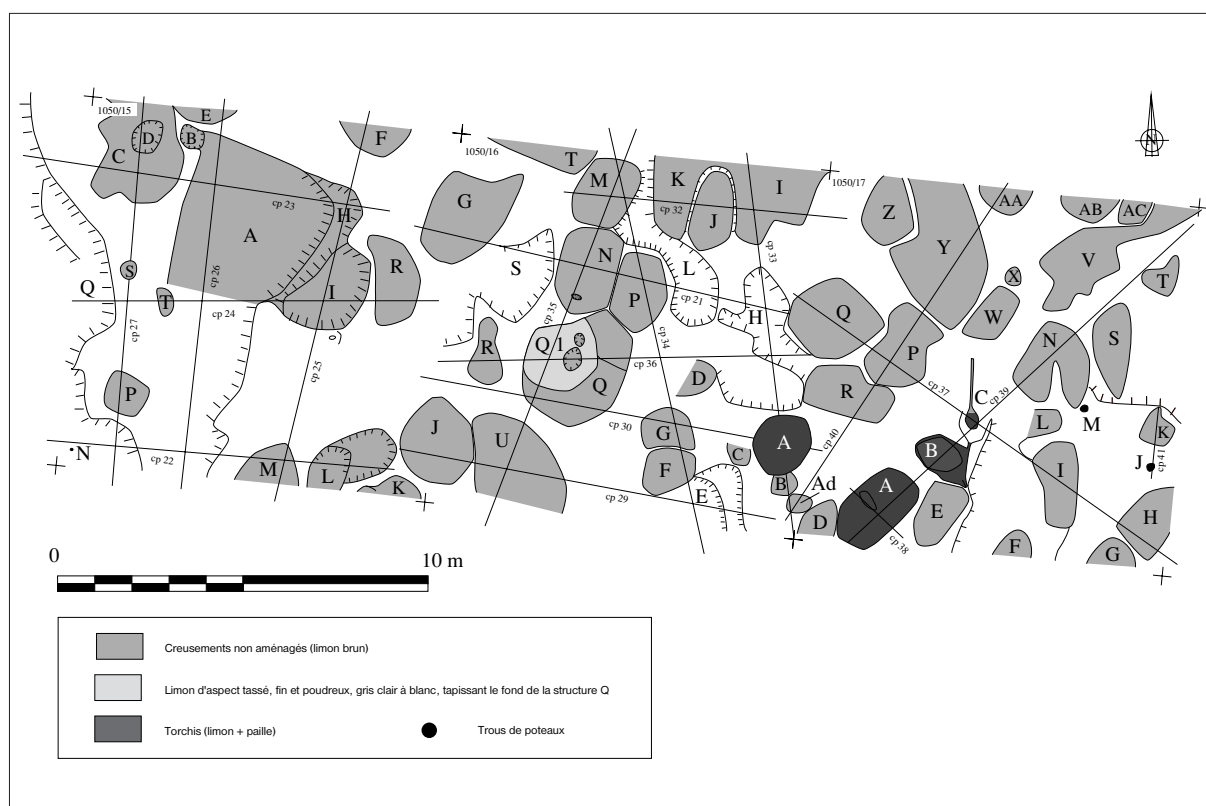 1050/15
E
D
B
C
F
1050/16
T
M
K
I
1050/17
cp 23
H
G
cp 32
J
Z
AA
AB
AC
A
cp 33
Y
S
R
S
N
L
V
Q
T
cp 26
I
P
cp 21
X
T
cp 24
H
Q
W
cp 27
cp 35
cp 34
N
S
cp 25
R
Q 1
cp 36
P
Q
D
cp 37
P
R
C
cp 39
J
U
cp 30
G
A
cp 40
L
M
K
N
cp 22
C
B
J
cp 41
M
L
K
cp 29
F
E
B
Ad
A
I
D
E
H
cp 38
F
G
0
10 m
Creusements non aménagés (limon brun)
Limon d'aspect tassé, fin et poudreux, gris clair à blanc, tapissant le fond de la structure Q
Torchis (limon + paille)
Trous de poteaux
N